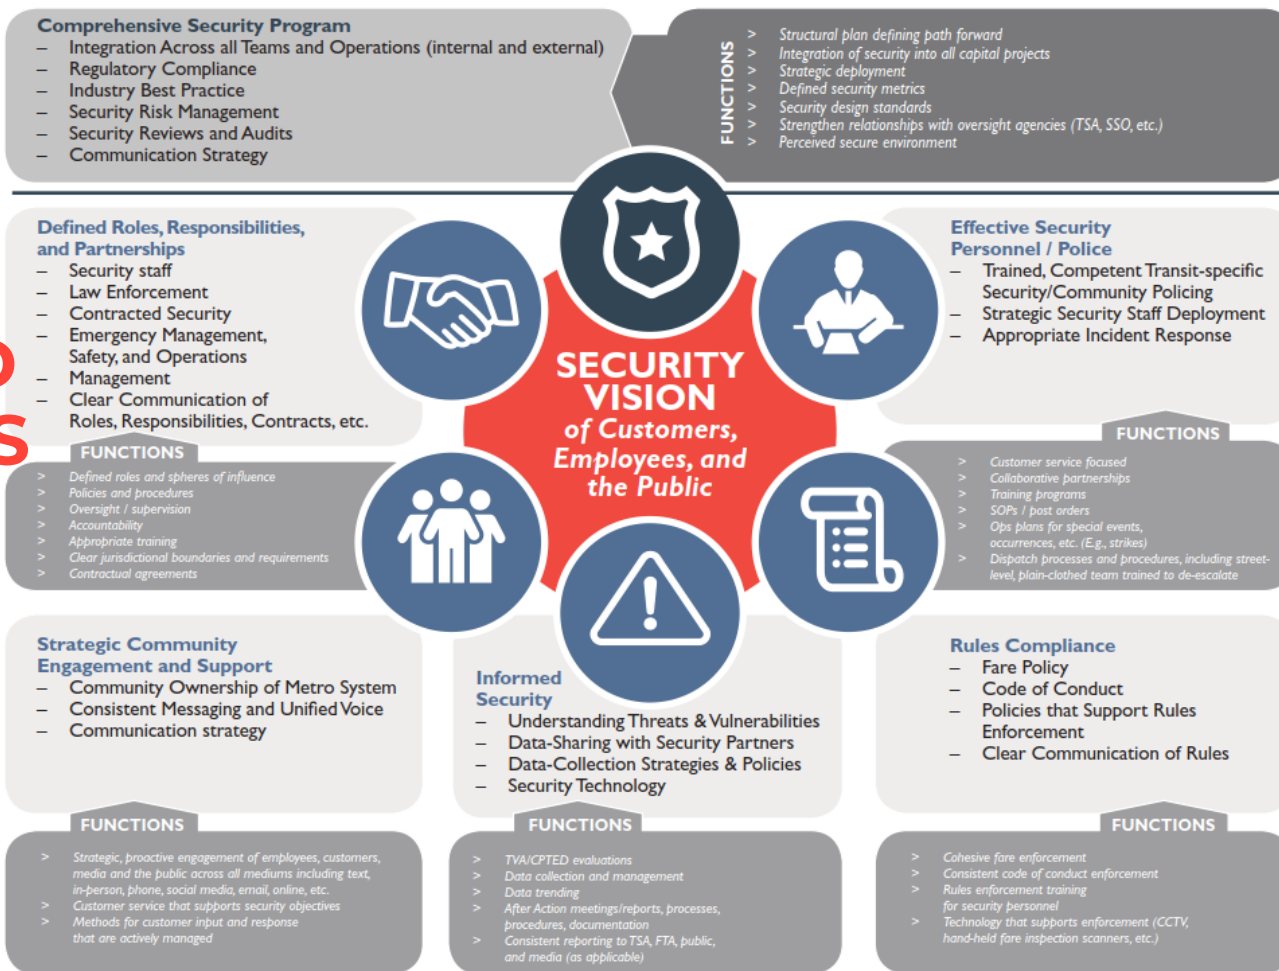 Comprehensive Security Program
– Integration Across all Teams and Operations (internal and external)
– Regulatory Compliance
– Industry Best Practice
– Security Risk Management
– Security Reviews and Audits
– Communication Strategy
FUNCTIONS
> Structural plan defining path forward
> Integration of security into all capital projects
> Strategic deployment
> Defined security metrics
> Security design standards
> Strengthen relationships with oversight agencies (TSA, SSO, etc.)
> Perceived secure environment
Defined Roles, Responsibilities,
and Partnerships
– Security staff
– Law Enforcement
– Contracted Security
– Emergency Management,
Safety, and Operations
– Management
– Clear Communication of
Roles, Responsibilities, Contracts, etc.
FUNCTIONS
> Defined roles and spheres of influence
> Policies and procedures
> Oversight / supervision
> Accountability
> Appropriate training
> Clear jurisdictional boundaries and requirements
> Contractual agreements
SECURITY
VISION
of Customers,
Employees, and
the Public
Effective Security
Personnel / Police
– Trained, Competent Transit-specific
Security/Community Policing
– Strategic Security Staff Deployment
– Appropriate Incident Response
FUNCTIONS
> Customer service focused
> Collaborative partnerships
> Training programs
> SOPs / post orders
> Ops plans for special events,
occurrences, etc. (E.g., strikes)
> Dispatch processes and procedures, including street-
level, plain-clothed team trained to de-escalate
Strategic Community
Engagement and Support
– Community Ownership of Metro System
– Consistent Messaging and Unified Voice
– Communication strategy
FUNCTIONS
> Strategic, proactive engagement of employees, customers,
media and the public across all mediums including text,
in-person, phone, social media, email, online, etc.
> Customer service that supports security objectives
> Methods for customer input and response
that are actively managed
Informed
Security
– Understanding Threats & Vulnerabilities
– Data-Sharing with Security Partners
– Data-Collection Strategies & Policies
– Security Technology
FUNCTIONS
> TVA/CPTED evaluations
> Data collection and management
> Data trending
> After Action meetings/reports, processes,
procedures, documentation
> Consistent reporting to TSA, FTA, public,
and media (as applicable)
Rules Compliance
– Fare Policy
– Code of Conduct
– Policies that Support Rules
Enforcement
– Clear Communication of Rules
FUNCTIONS
> Cohesive fare enforcement
> Consistent code of conduct enforcement
> Rules enforcement training
for security personnel
> Technology that supports enforcement (CCTV,
hand-held fare inspection scanners, etc.)